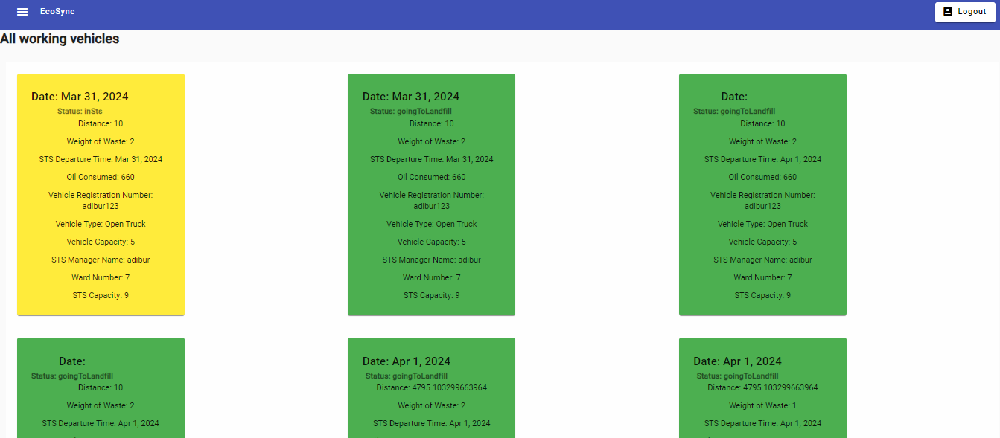 EcoSync
Logout
All working vehicles
Date: Mar 31, 2024
Status: inSts
Distance: 10
Weight of Waste: 2
STS Departure Time: Mar 31, 2024
Oil Consumed: 660
Vehicle Registration Number:
adibur123
Vehicle Type: Open Truck
Vehicle Capacity: 5
STS Manager Name: adibur
Ward Number: 7
STS Capacity: 9
Date: Mar 31, 2024
Status: goingToLandfill
Distance: 10
Weight of Waste: 2
STS Departure Time: Mar 31, 2024
Oil Consumed: 660
Vehicle Registration Number:
adibur123
Vehicle Type: Open Truck
Vehicle Capacity: 5
STS Manager Name: adibur
Ward Number: 7
STS Capacity: 9
Date:
Status: goingToLandfill
Distance: 10
Weight of Waste: 2
STS Departure Time: Apr 1, 2024
Oil Consumed: 660
Vehicle Registration Number:
adibur123
Vehicle Type: Open Truck
Vehicle Capacity: 5
STS Manager Name: adibur
Ward Number: 7
STS Capacity: 9
Date:
Status: goingToLandfill
Distance: 10
Weight of Waste: 2
STS Departure Time: Apr 1, 2024
Date: Apr 1, 2024
Status: goingToLandfill
Distance: 4795.103299663964
Weight of Waste: 2
STS Departure Time: Apr 1, 2024
Date: Apr 1, 2024
Status: goingToLandfill
Distance: 4795.103299663964
Weight of Waste: 1
STS Departure Time: Apr 1, 2024